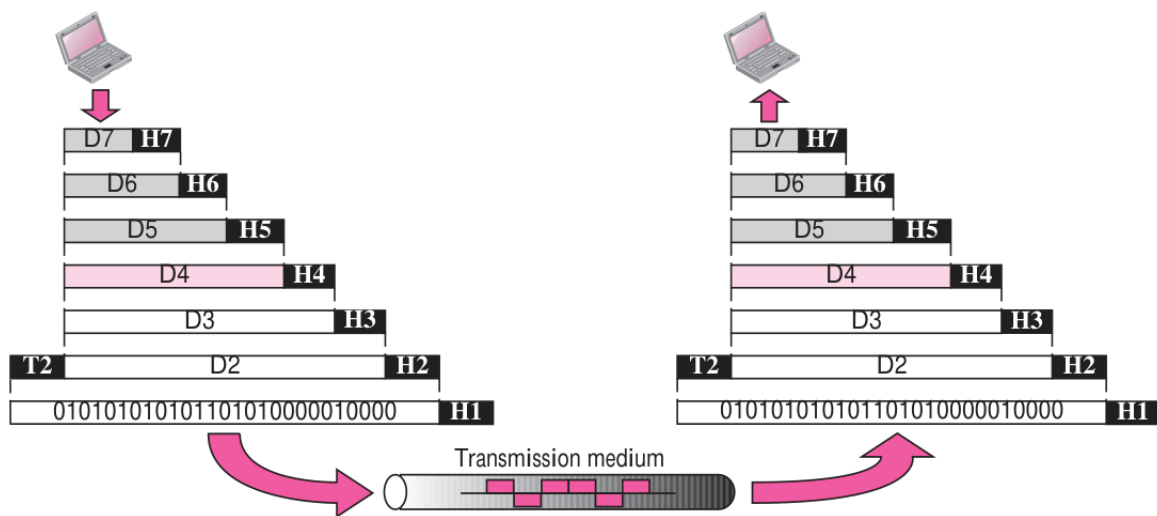 D7 H7 D7 H7
D6 H6 D6 H6
D5 H5 D5 H5
D4 H4 D4 H4
D3 H3 D3 H3
T2 D2 H2 T2 D2 H2
010101010101101010000010000 H1 010101010101101010000010000 H1
Transmission medium